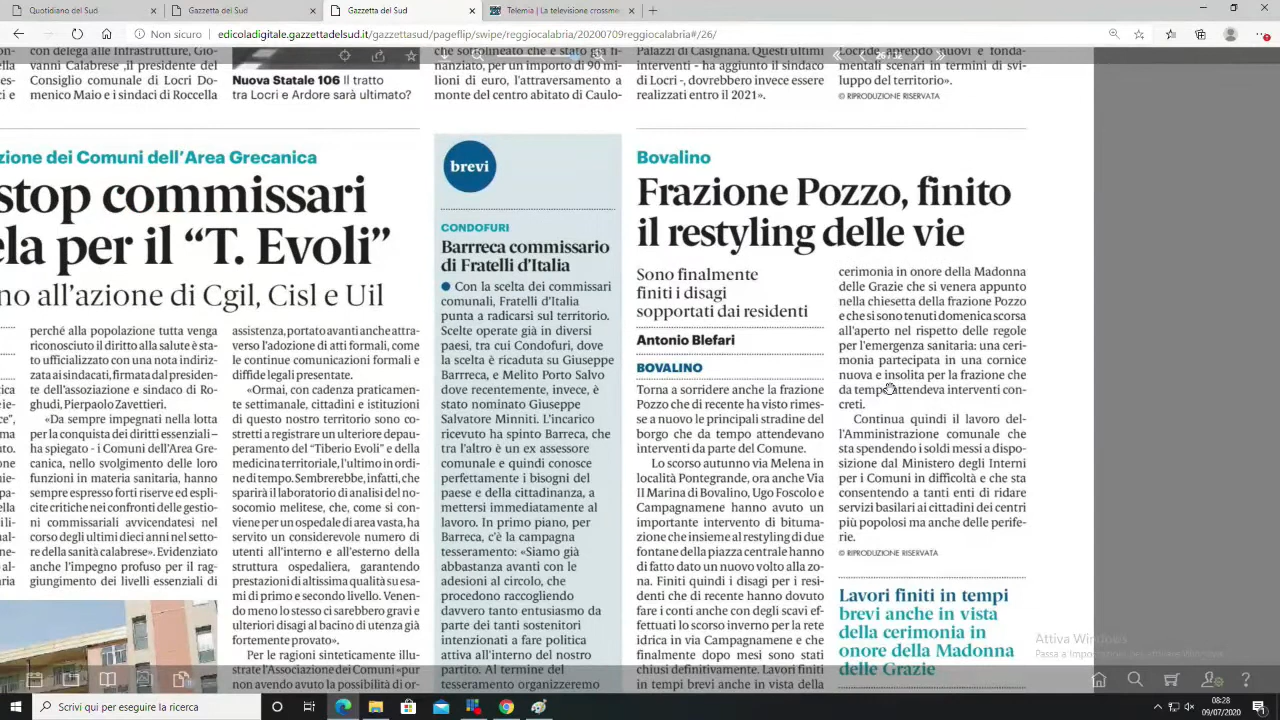 Tempestasud
Non sicuro | edicolasud.gazzettadelsud.it/pageflip/swipe/reggiocalabria/20200709gazzettacalabria#/26/
con delega alle Infrastrutture, Gio-
vanni Calabrese ,il presidente del
Consiglio comunale di Locri Do-
menico Maio e i sindaci di Roccella
Nuova Statale 106 Il tratto
tra Locri e Ardore sarà ultimato?
che sottolineato che è stato già fi-
nanziato, per un importo di 90 mi-
lioni di euro, l'attraversamento a
monte del centro abitato di Caulo-
Palazzi di Casignana. Questi ultimi
interventi - ha aggiunto il sindaco
di Locri -, dovrebbero invece essere
realizzati entro il 2021».
Locride, aprendo nuovi e fonda-
mentali scenari in termini di svi-
luppo del territorio».
© RIPRODUZIONE RISERVATA
zione dei Comuni dell'Area Grecanica
stop commissari
ela per il “T. Evoli”
no all'azione di Cgil, Cisl e Uil
perché alla popolazione tutta venga
riconosciuto il diritto alla salute è sta-
to ufficializzato con una nota indiriz-
zata ai sindacati, firmata dal presiden-
te dell'associazione e sindaco di Ro-
ghudi, Pierpaolo Zavettieri.
«Da sempre impegnati nella lotta
per la conquista dei diritti essenziali –
ha spiegato - i Comuni dell'Area Gre-
canica, nello svolgimento delle loro
funzioni in materia sanitaria, hanno
sempre espresso forti riserve ed espli-
cite critiche nei confronti delle gestio-
ni commissariali avvicendatesi nel
corso degli ultimi dieci anni nel setto-
re della sanità calabrese». Evidenziato
anche l'impegno profuso per il rag-
giungimento dei livelli essenziali di
assistenza, portato avanti anche attra-
verso l'adozione di atti formali, come
le continue comunicazioni formali e
diffide legali presentate.
«Ormai, con cadenza praticamen-
te settimanale, cittadini e istituzioni
di questo nostro territorio sono co-
stretti a registrare un ulteriore depau-
peramento del “Tiberio Evoli” e della
medicina territoriale, l'ultimo in ordi-
ne di tempo. Sembrerebbe, infatti, che
sparirà il laboratorio di analisi del no-
socomio melitese, che, come si con-
viene per un ospedale di area vasta, ha
servito un considerevole numero di
utenti all'interno e all'esterno della
struttura ospedaliera, garantendo
prestazioni di altissima qualità su esa-
mi di primo e secondo livello. Venen-
do meno lo stesso ci sarebbero gravi e
ulteriori disagi al bacino di utenza già
fortemente provato».
Per le ragioni sinteticamente illu-
strate l'Associazione dei Comuni «pur
non avendo avuto la possibilità di or-
brevi
CONDOFURI
Barrreca commissario
di Fratelli d'Italia
Con la scelta dei commissari
comunali, Fratelli d'Italia
punta a radicarsi sul territorio.
Scelte operate già in diversi
paesi, tra cui Condofuri, dove
la scelta è ricaduta su Giuseppe
Barrreca, e Melito Porto Salvo
dove recentemente, invece, è
stato nominato Giuseppe
Salvatore Minniti. L'incarico
ricevuto ha spinto Barreca, che
tra l'altro è un ex assessore
comunale e quindi conosce
perfettamente i bisogni del
paese e della cittadinanza, a
mettersi immediatamente al
lavoro. In primo piano, per
Barreca, c'è la campagna
tesseramento: «Siamo già
abbastanza avanti con le
adesioni al circolo, che
procedono raccogliendo
davvero tanto entusiasmo da
parte dei tanti sostenitori
intenzionati a fare politica
attiva all'interno del nostro
partito. Al termine del
tesseramento organizzeremo
Bovalino
Frazione Pozzo, finito
il restyling delle vie
Sono finalmente
finiti i disagi
sopportati dai residenti
Antonio Blefari
BOVALINO
Torna a sorridere anche la frazione
Pozzo che di recente ha visto rimes-
se a nuovo le principali stradine del
borgo che da tempo attendevano
interventi da parte del Comune.
Lo scorso autunno via Melena in
località Pontegrande, ora anche Via
II Marina di Bovalino, Ugo Foscolo e
Campagnamene hanno avuto un
importante intervento di bituma-
zione che insieme al restyling di due
fontane della piazza centrale hanno
di fatto dato un nuovo volto alla zo-
na. Finiti quindi i disagi per i resi-
denti che di recente hanno dovuto
fare i conti anche con degli scavi ef-
fettuati lo scorso inverno per la rete
idrica in via Campagnamene e che
finalmente dopo mesi sono stati
chiusi definitivamente. Lavori finiti
in tempi brevi anche in vista della
cerimonia in onore della Madonna
delle Grazie che si venera appunto
nella chiesetta della frazione Pozzo
e che si sono tenuti domenica scorsa
all'aperto nel rispetto delle regole
per l'emergenza sanitaria: una ceri-
monia partecipata in una cornice
nuova e insolita per la frazione che
da tempo attendeva interventi con-
creti.
Continua quindi il lavoro del-
l'Amministrazione comunale che
sta spendendo i soldi messi a dispo-
sizione dal Ministero degli Interni
per i Comuni in difficoltà e che sta
consentendo a tanti enti di ridare
servizi basilari ai cittadini dei centri
più popolosi ma anche delle perife-
rie.
© RIPRODUZIONE RISERVATA
Lavori finiti in tempi
brevi anche in vista
della cerimonia in
onore della Madonna
delle Grazie
Attiva Windows
Scrivi qui per eseguire la ricerca
08:28
09/07/2020